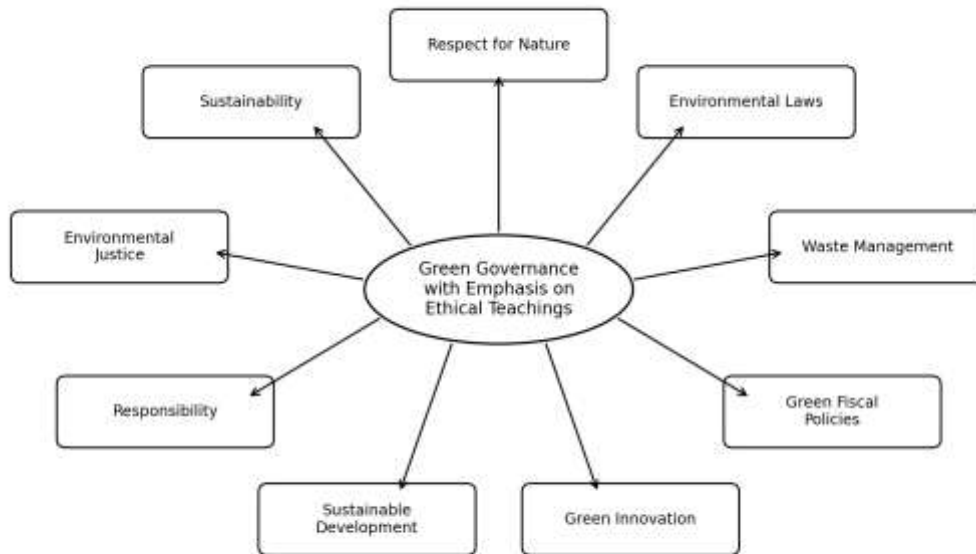 Respect for Nature
Sustainability
Environmental Laws
Environmental
Justice
Waste Management
Green Governance
with Emphasis on
Ethical Teachings
Responsibility
Green Fiscal
Policies
Sustainable
Development
Green Innovation